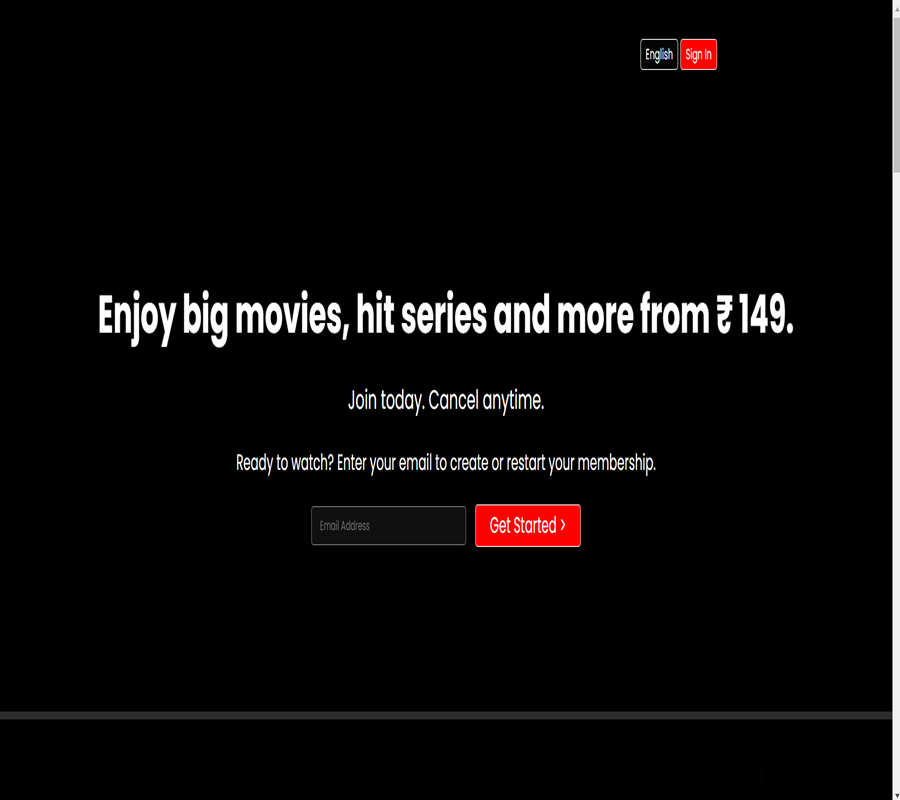 English Sign In
Enjoy big movies, hit series and more from ₹ 149.
Join today. Cancel anytime.
Ready to watch? Enter your email to create or restart your membership.
Email Address Get Started >